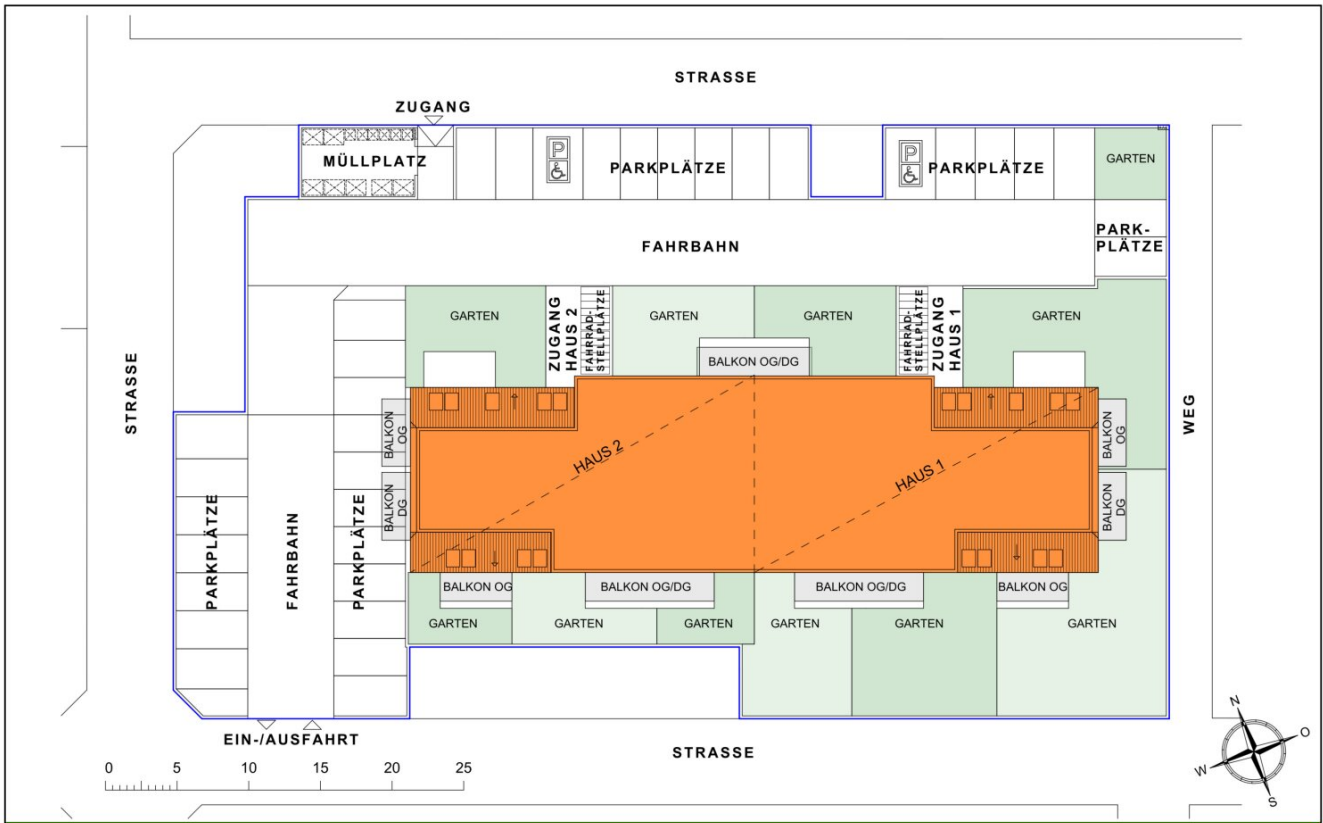 STRASSE
ZUGANG
MÜLLPLATZ
P
PARKPLÄTZE
P
PARKPLÄTZE
GARTEN
FAHRBAHN
PARK-
PLÄTZE
GARTEN
ZUGANG
HAUS 2
FAHRRAD-
STELLPLÄTZE
GARTEN
GARTEN
FAHRRAD-
STELLPLÄTZE
ZUGANG
HAUS 1
GARTEN
BALKON OG/DG
STRASSE
WEG
BALKON
OG
BALKON
DG
HAUS 2
HAUS 1
BALKON
OG
BALKON
DG
PARKPLÄTZE
FAHRBAHN
PARKPLÄTZE
BALKON OG
BALKON OG/DG
BALKON OG/DG
BALKON OG
GARTEN
GARTEN
GARTEN
GARTEN
GARTEN
GARTEN
EIN-/AUSFAHRT
STRASSE
0 5 10 15 20 25
N
O
W
S